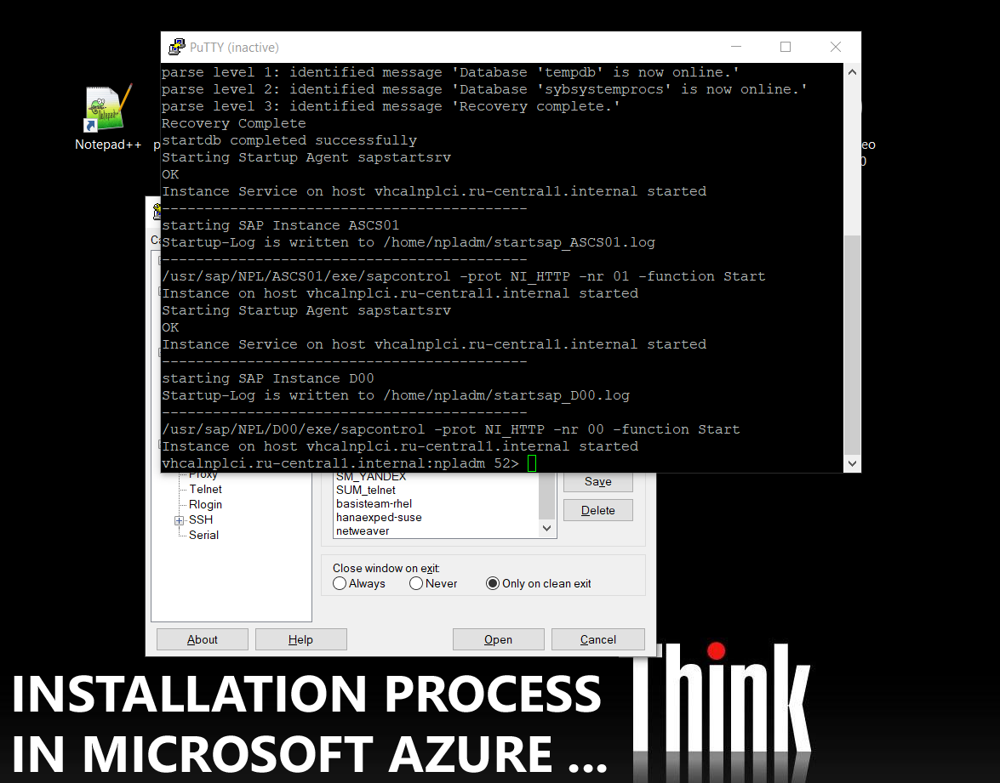 PuTTY (inactive)
parse level 1: identified message 'Database 'tempdb' is now online.'
parse level 2: identified message 'Database 'sybsystemprocs' is now online.'
parse level 3: identified message 'Recovery complete.'
Recovery Complete
startdb completed successfully
Starting Startup Agent sapstartsrv
OK
Instance Service on host vhcalnplci.ru-central1.internal started
-------------------------------------------
starting SAP Instance ASCS01
Startup-Log is written to /home/npladm/startsap_ASCS01.log
-------------------------------------------
/usr/sap/NPL/ASCS01/exe/sapcontrol -prot NI_HTTP -nr 01 -function Start
Instance on host vhcalnplci.ru-central1.internal started
Starting Startup Agent sapstartsrv
OK
Instance Service on host vhcalnplci.ru-central1.internal started
-------------------------------------------
starting SAP Instance D00
Startup-Log is written to /home/npladm/startsap_D00.log
-------------------------------------------
/usr/sap/NPL/D00/exe/sapcontrol -prot NI_HTTP -nr 00 -function Start
Instance on host vhcalnplci.ru-central1.internal started
vhcalnplci.ru-central1.internal:npladm 52>
Notepad++
Proxy
Telnet
Rlogin
SSH
Serial
SM_YANDEX
SUM_telnet
basisteam-rhel
hanaexped-suse
netweaver
Save
Delete
Close window on exit:
Always Never Only on clean exit
About Help Open Cancel
Think
INSTALLATION PROCESS
IN MICROSOFT AZURE ...